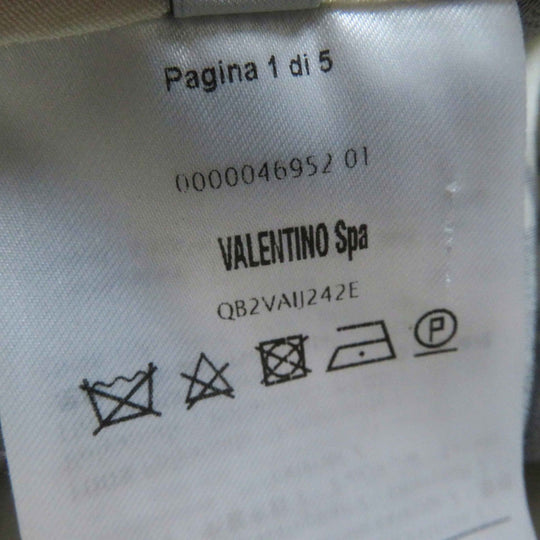 Pagina 1 di 5
0000046952 01
VALENTINO Spa
QB2VAIJ242E
P